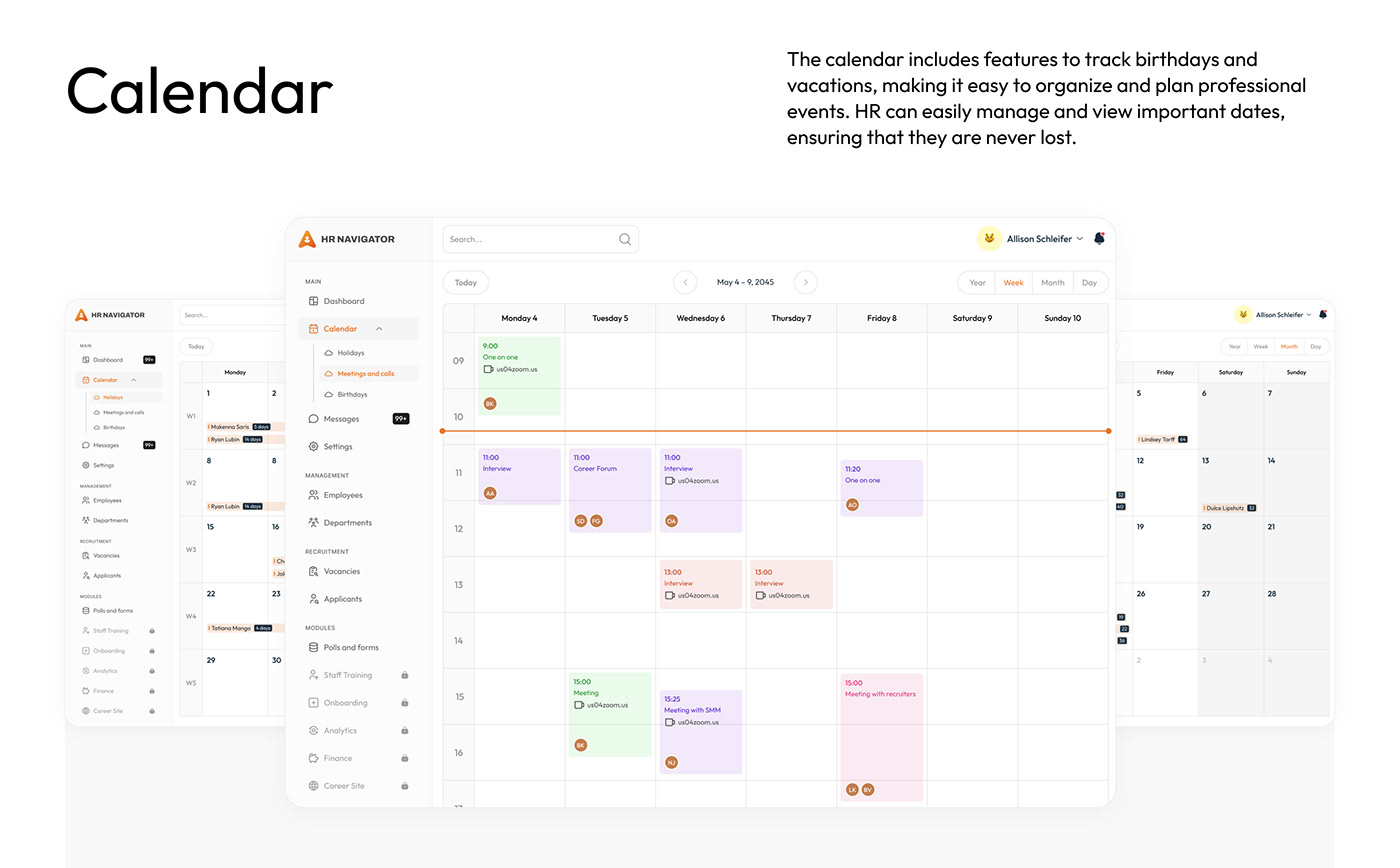 Calendar
The calendar includes features to track birthdays and
vacations, making it easy to organize and plan professional
events. HR can easily manage and view important dates,
ensuring that they are never lost.
HR NAVIGATOR
Search...
Today
MAIN
Dashboard 99+
Calendar
Holidays
Meetings and calls
Birthdays
Messages 99+
Settings
MANAGEMENT
Employees
Departments
RECRUITMENT
Vacancies
Applicants
MODULES
Polls and forms
Staff Training
Onboarding
Analytics
Finance
Career Site
Monday
W1 1 2
Makenna Saris 5 days
Ryan Lubin 14 days
W2 8 8
Ryan Lubin 14 days
W3 15 16
W4 22 23
Tatiana Mango 4 days
W5 29 30
HR NAVIGATOR
Search...
Allison Schleifer
Today
May 4 – 9, 2045
Year Week Month Day
MAIN
Dashboard
Calendar
Holidays
Meetings and calls
Birthdays
Messages 99+
Settings
MANAGEMENT
Employees
Departments
RECRUITMENT
Vacancies
Applicants
MODULES
Polls and forms
Staff Training
Onboarding
Analytics
Finance
Career Site
Monday 4 Tuesday 5 Wednesday 6 Thursday 7 Friday 8 Saturday 9 Sunday 10
09
9:00
One on one
us04zoom.us
BK
10
11
11:00
Interview
AA
11:00
Career Forum
SD FG
11:00
Interview
us04zoom.us
OA
11:20
One on one
AO
12
13
13:00
Interview
us04zoom.us
13:00
Interview
us04zoom.us
14
15
15:00
Meeting
us04zoom.us
BK
15:25
Meeting with SMM
us04zoom.us
NJ
15:00
Meeting with recruiters
LK BV
16
Allison Schleifer
Year Week Month Day
Friday Saturday Sunday
5 6 7
Lindsey Torff 64
12 13 14
32
40
Dulce Lipshutz 32
19 20 21
26 27 28
19
22
36
2 3 4